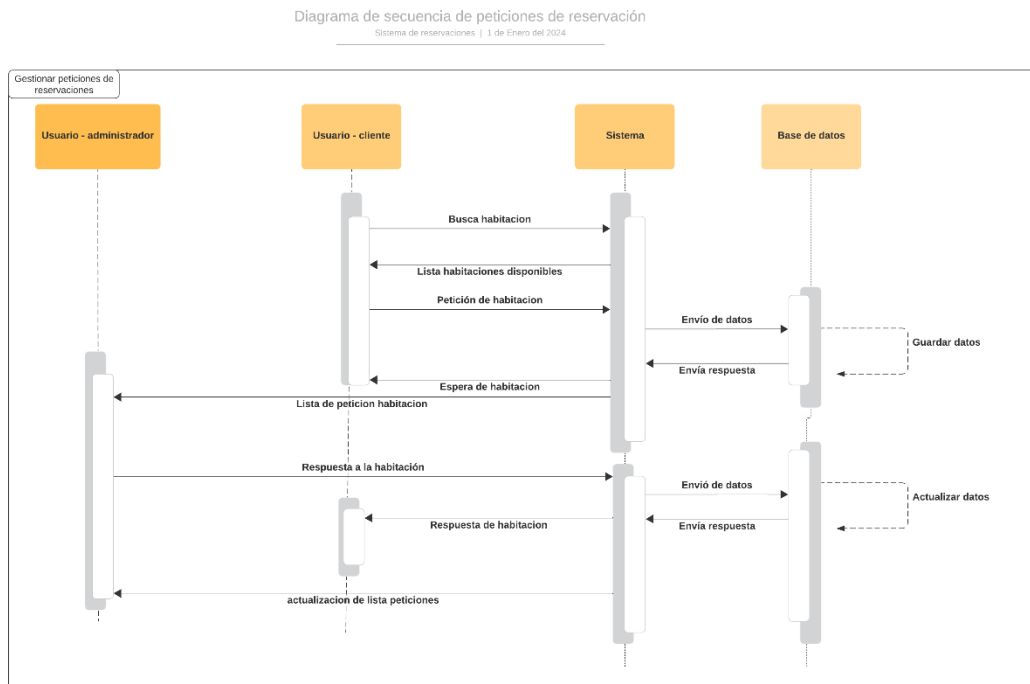 Diagrama de secuencia de peticiones de reservación
Sistema de reservaciones | 1 de Enero del 2024
Gestionar peticiones de
reservaciones
Usuario - administrador
Usuario - cliente
Sistema
Base de datos
Busca habitacion
Lista habitaciones disponibles
Petición de habitacion
Envío de datos
Guardar datos
Envía respuesta
Espera de habitacion
Lista de peticion habitacion
Respuesta a la habitación
Envió de datos
Actualizar datos
Respuesta de habitacion
Envía respuesta
actualizacion de lista peticiones